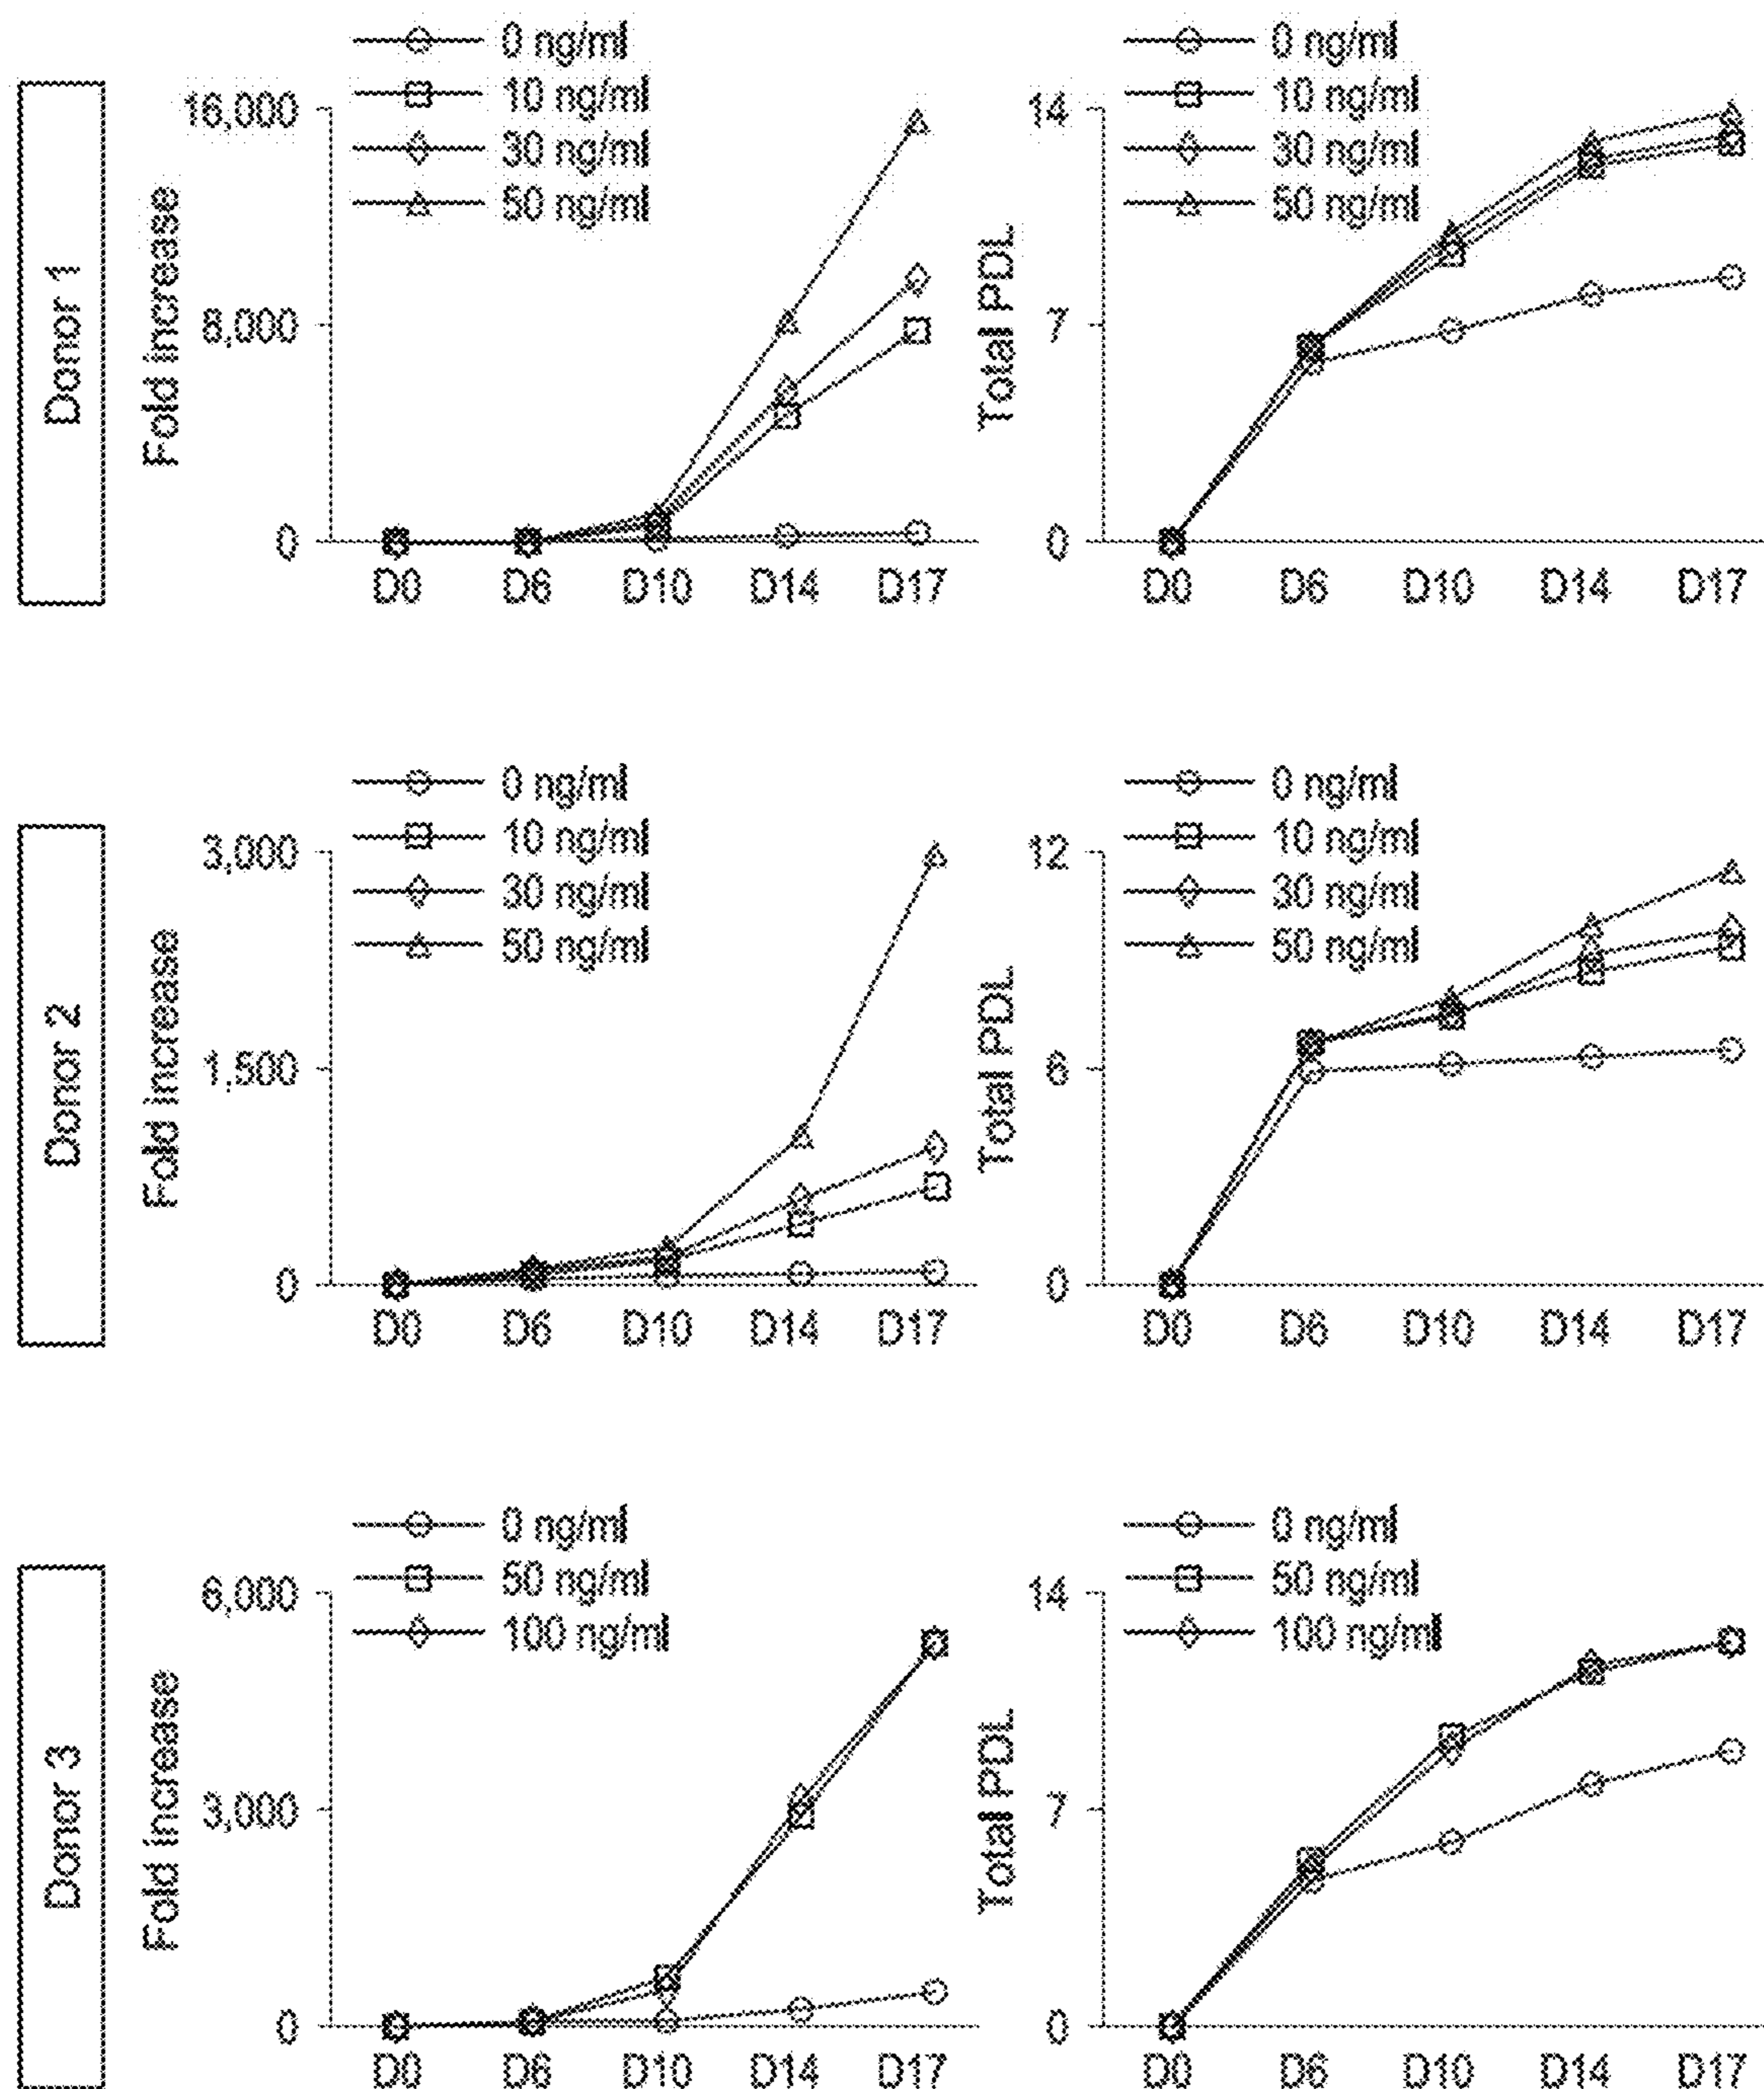 Donor 1
Fold increase
0 ng/ml
10 ng/ml
30 ng/ml
50 ng/ml
16,000
8,000
0
D0 D6 D10 D14 D17
Total PDL
0 ng/ml
10 ng/ml
30 ng/ml
50 ng/ml
14
7
0
D0 D6 D10 D14 D17
Donor 2
Fold increase
0 ng/ml
10 ng/ml
30 ng/ml
50 ng/ml
3,000
1,500
0
D0 D6 D10 D14 D17
Total PDL
0 ng/ml
10 ng/ml
30 ng/ml
50 ng/ml
12
6
0
D0 D6 D10 D14 D17
Donor 3
Fold increase
0 ng/ml
50 ng/ml
100 ng/ml
6,000
3,000
0
D0 D6 D10 D14 D17
Total PDL
0 ng/ml
50 ng/ml
100 ng/ml
14
7
0
D0 D6 D10 D14 D17